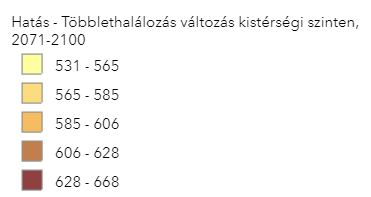 Hatás - Többlethalálozás változás kistérségi szinten,
2071-2100
531 - 565
565 - 585
585 - 606
606 - 628
628 - 668